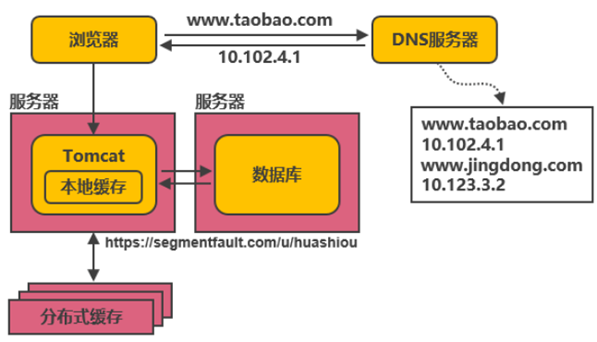 www.taobao.com
浏览器
DNS服务器
10.102.4.1
服务器
服务器
Tomcat
本地缓存
数据库
www.taobao.com
10.102.4.1
www.jingdong.com
10.123.3.2
https://segmentfault.com/u/huashiou
分布式缓存